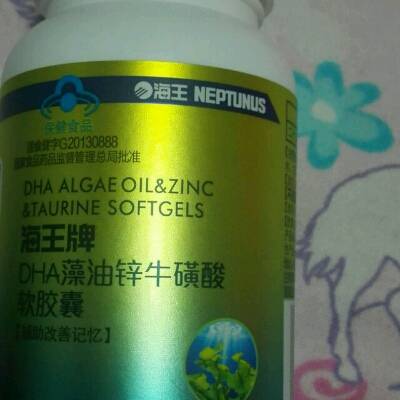 海王 NEPTUNUS
保健食品
国食健字G20130888
国家食品药品监督管理总局批准
DHA ALGAE OIL&ZINC
&TAURINE SOFTGELS
海王牌
DHA藻油锌牛磺酸
软胶囊
【辅助改善记忆】